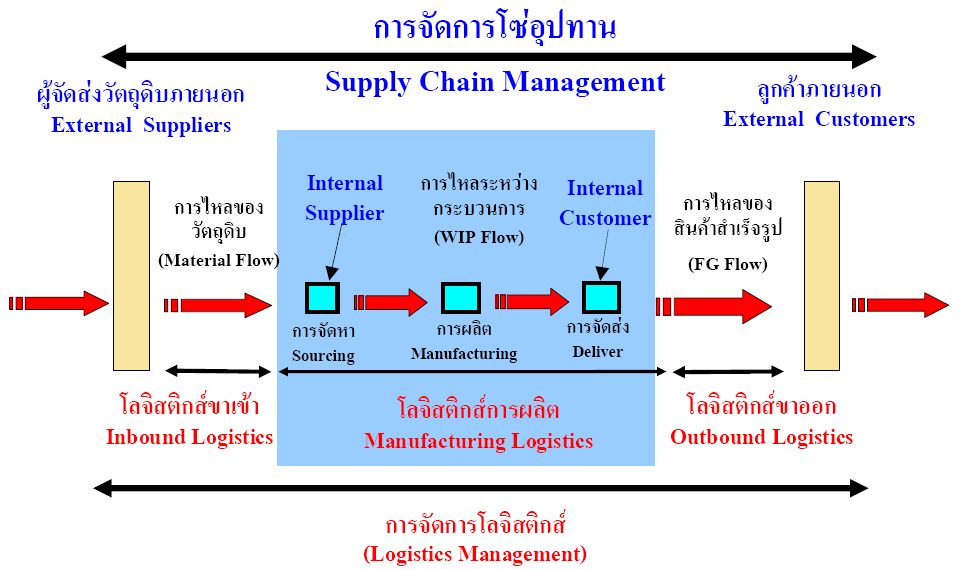 การจัดการโซ่อุปทาน
Supply Chain Management
ผู้จัดส่งวัตถุดิบภายนอก
External Suppliers
ลูกค้าภายนอก
External Customers
การไหลของ
วัตถุดิบ
(Material Flow)
Internal
Supplier
การไหลระหว่าง
กระบวนการ
(WIP Flow)
Internal
Customer
การไหลของ
สินค้าสำเร็จรูป
(FG Flow)
การจัดหา
Sourcing
การผลิต
Manufacturing
การจัดส่ง
Deliver
โลจิสติกส์ขาเข้า
Inbound Logistics
โลจิสติกส์การผลิต
Manufacturing Logistics
โลจิสติกส์ขาออก
Outbound Logistics
การจัดการโลจิสติกส์
(Logistics Management)